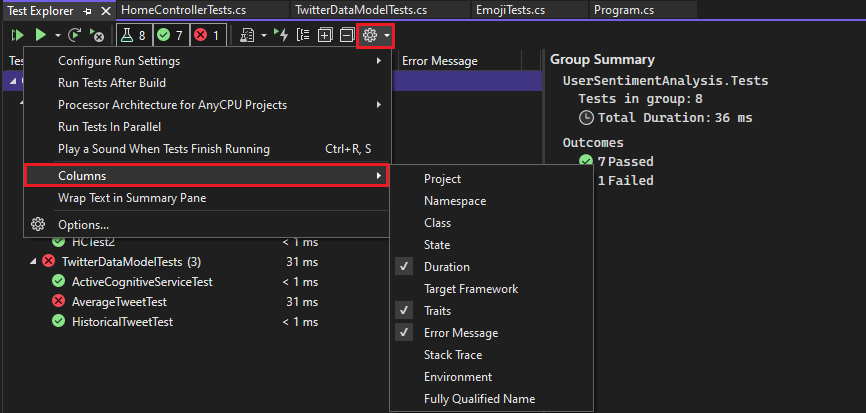 Test Explorer
HomeControllerTests.cs
TwitterDataModelTests.cs
EmojiTests.cs
Program.cs
8
7
1
Tes
Error Message
Configure Run Settings
Run Tests After Build
Processor Architecture for AnyCPU Projects
Run Tests In Parallel
Play a Sound When Tests Finish Running Ctrl+R, S
Columns
Wrap Text in Summary Pane
Options...
Project
Namespace
Class
State
Duration
Target Framework
Traits
Error Message
Stack Trace
Environment
Fully Qualified Name
HCTest2 < 1 ms
TwitterDataModelTests (3) 31 ms
ActiveCognitiveServiceTest < 1 ms
AverageTweetTest 31 ms
HistoricalTweetTest < 1 ms
Group Summary
UserSentimentAnalysis.Tests
Tests in group: 8
Total Duration: 36 ms
Outcomes
7 Passed
1 Failed